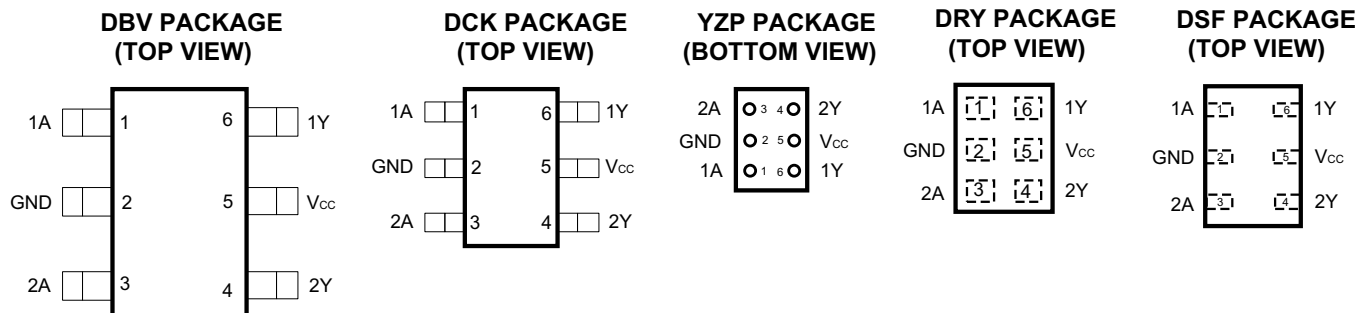 DBV PACKAGE
(TOP VIEW)
1A 1 6 1Y
GND 2 5 VCC
2A 3 4 2Y
DCK PACKAGE
(TOP VIEW)
1A 1 6 1Y
GND 2 5 VCC
2A 3 4 2Y
YZP PACKAGE
(BOTTOM VIEW)
2A 3 4 2Y
GND 2 5 VCC
1A 1 6 1Y
DRY PACKAGE
(TOP VIEW)
1A 1 6 1Y
GND 2 5 VCC
2A 3 4 2Y
DSF PACKAGE
(TOP VIEW)
1A 1 6 1Y
GND 2 5 VCC
2A 3 4 2Y